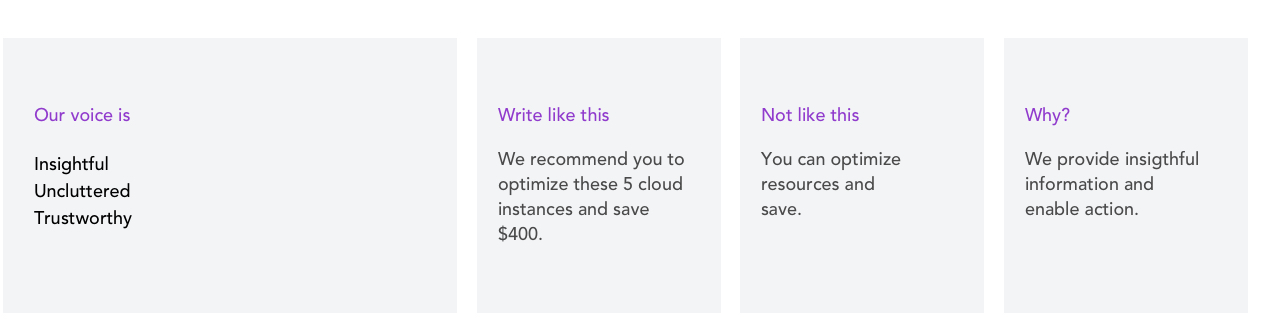 Our voice is
Insightful
Uncluttered
Trustworthy
Write like this
We recommend you to
optimize these 5 cloud
instances and save
$400.
Not like this
You can optimize
resources and
save.
Why?
We provide insigthful
information and
enable action.